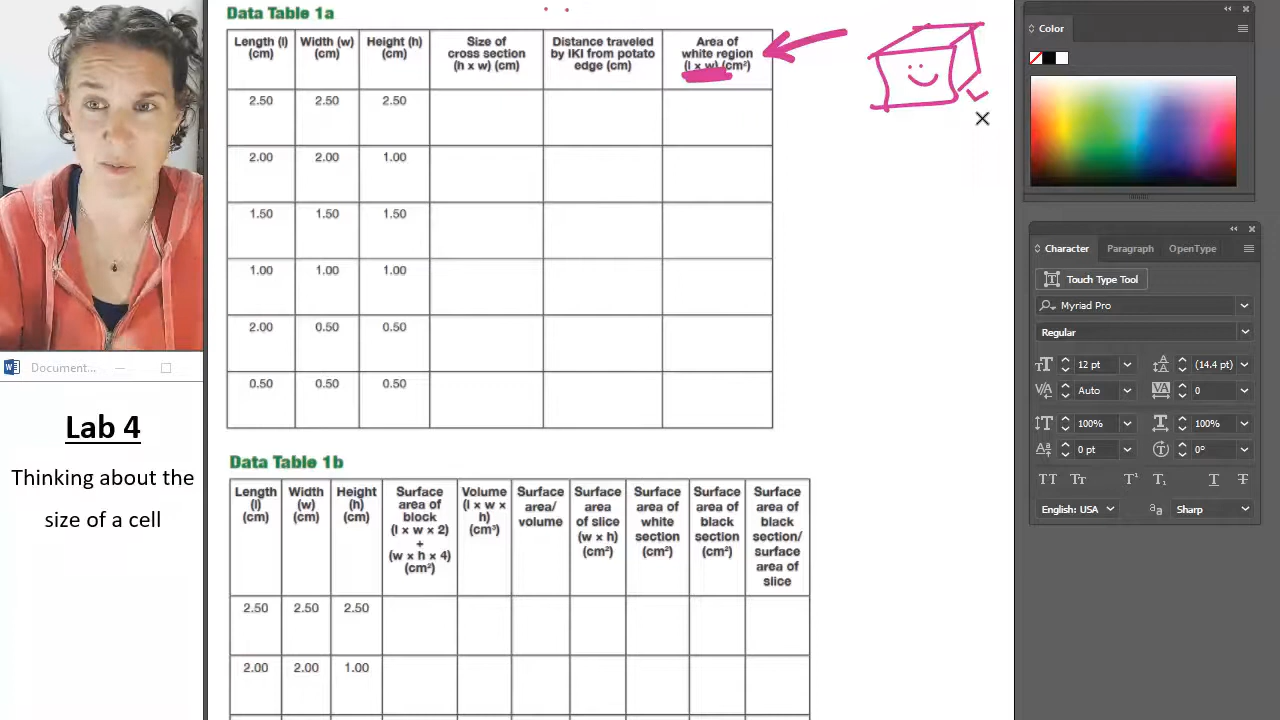 Data Table 1a
Length (l) (cm)
Width (w) (cm)
Height (h) (cm)
Size of cross section (h x w) (cm)
Distance traveled by IKI from potato edge (cm)
Area of white region (l x w) (cm²)
2.50 2.50 2.50
2.00 2.00 1.00
1.50 1.50 1.50
1.00 1.00 1.00
2.00 0.50 0.50
0.50 0.50 0.50
Data Table 1b
Length (l) (cm)
Width (w) (cm)
Height (h) (cm)
Surface area of block (l x w x 2) + (w x h x 4) (cm²)
Volume (l x w x h) (cm³)
Surface area/ volume
Surface area of slice (w x h) (cm²)
Surface area of white section (cm²)
Surface area of black section (cm²)
Surface area of black section/ surface area of slice
2.50 2.50 2.50
2.00 2.00 1.00
Document...
Lab 4
Thinking about the
size of a cell
Color
Character Paragraph OpenType
Touch Type Tool
Myriad Pro
Regular
12 pt (14.4 pt)
Auto 0
100% 100%
0 pt 0°
TT Tr T¹ T₁ T T
English: USA aa Sharp